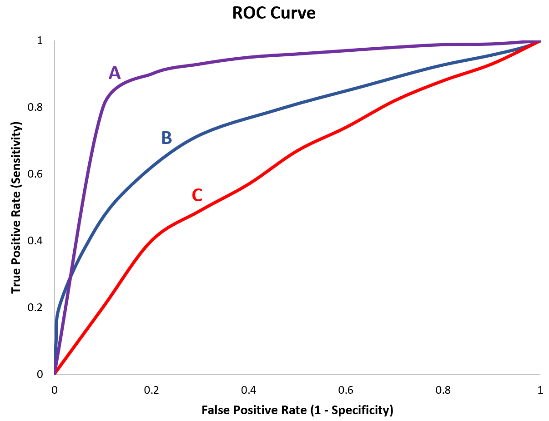 ROC Curve
1
A
0.8
B
0.6
C
0.4
0.2
0
0 0.2 0.4 0.6 0.8 1
True Positive Rate (Sensitivity)
False Positive Rate (1 - Specificity)